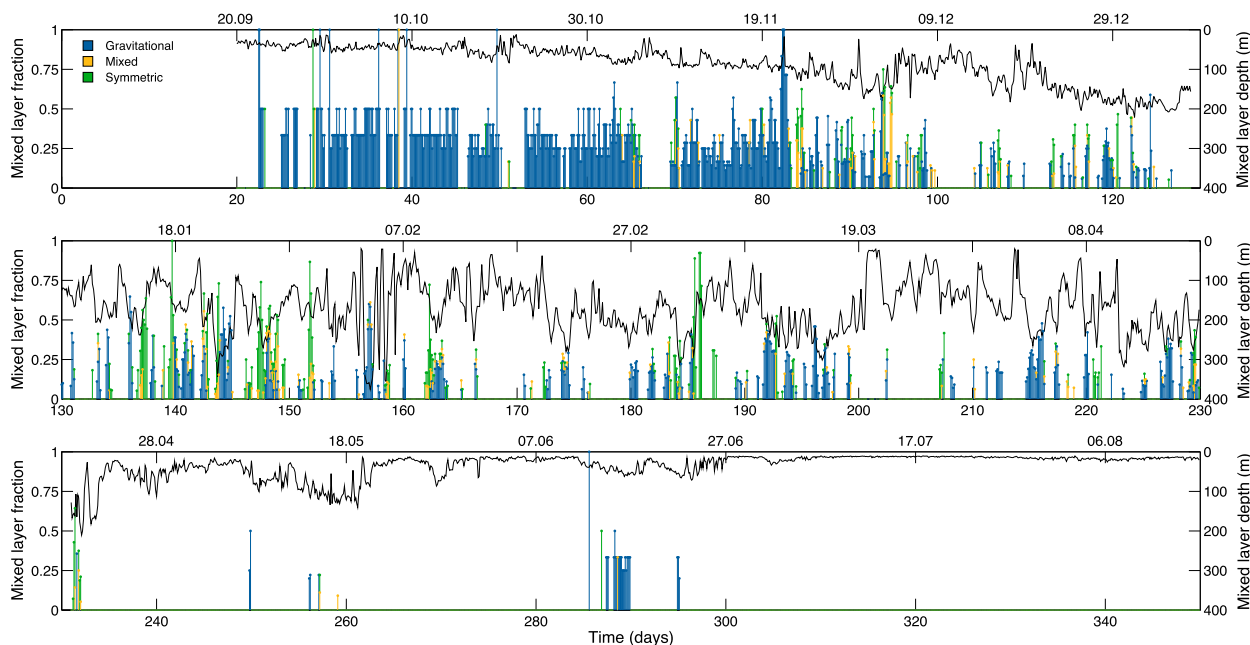 20.09 10.10 30.10 19.11 09.12 29.12
Gravitational
Mixed
Symmetric
Mixed layer fraction
1
0.75
0.5
0.25
0
0
100
200
300
400
Mixed layer depth (m)
0 20 40 60 80 100 120
18.01 07.02 27.02 19.03 08.04
Mixed layer fraction
1
0.75
0.5
0.25
0
0
100
200
300
400
Mixed layer depth (m)
130 140 150 160 170 180 190 200 210 220 230
28.04 18.05 07.06 27.06 17.07 06.08
Mixed layer fraction
1
0.75
0.5
0.25
0
0
100
200
300
400
Mixed layer depth (m)
240 260 280 300 320 340
Time (days)